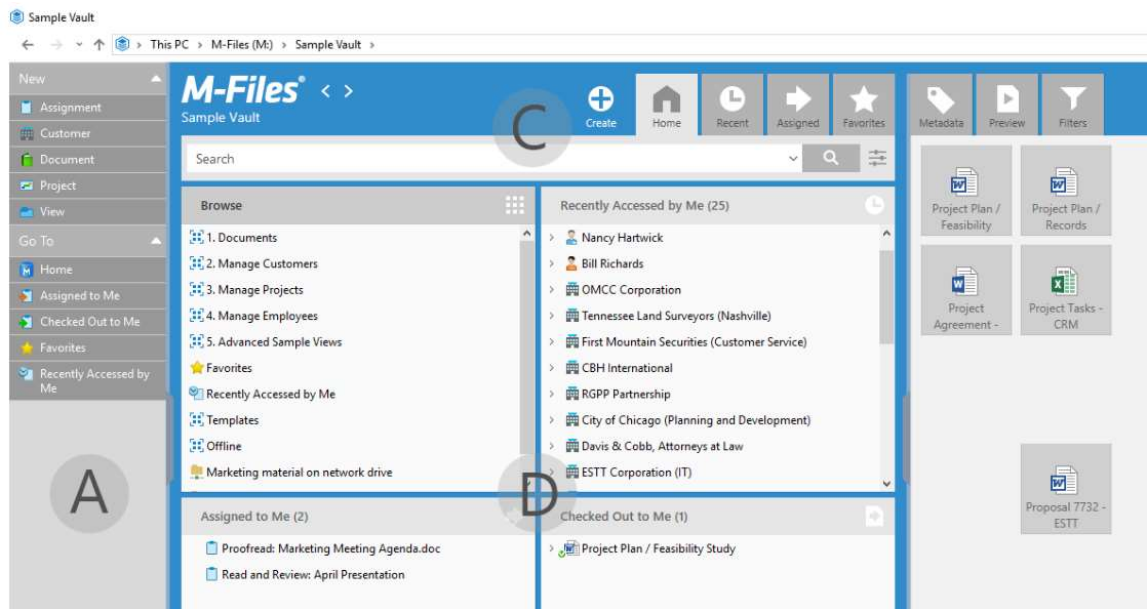 Sample Vault
This PC > M-Files (M:) > Sample Vault >
New
Assignment
Customer
Document
Project
View
Go To
Home
Assigned to Me
Checked Out to Me
Favorites
Recently Accessed by
Me
A
M-Files®
Sample Vault
C
Create
Home
Recent
Assigned
Favorites
Search
Browse
1. Documents
2. Manage Customers
3. Manage Projects
4. Manage Employees
5. Advanced Sample Views
Favorites
Recently Accessed by Me
Templates
Offline
Marketing material on network drive
Recently Accessed by Me (25)
Nancy Hartwick
Bill Richards
OMCC Corporation
Tennessee Land Surveyors (Nashville)
First Mountain Securities (Customer Service)
CBH International
RGPP Partnership
City of Chicago (Planning and Development)
Davis & Cobb, Attorneys at Law
ESTT Corporation (IT)
D
Assigned to Me (2)
Proofread: Marketing Meeting Agenda.doc
Read and Review: April Presentation
Checked Out to Me (1)
Project Plan / Feasibility Study
Metadata
Preview
Filters
Project Plan /
Feasibility
Project Plan /
Records
Project
Agreement -
Project Tasks -
CRM
Proposal 7732 -
ESTT